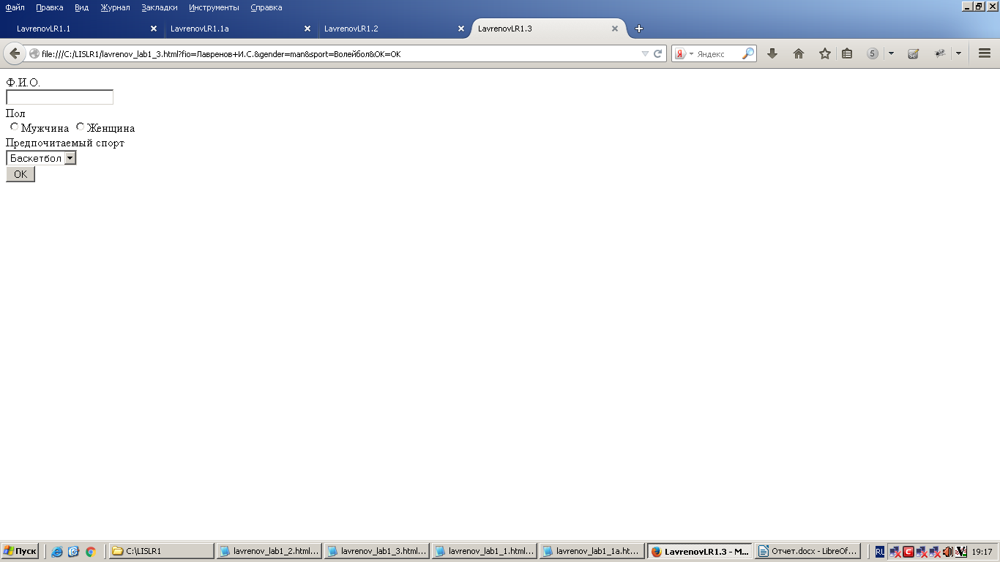 Файл Правка Вид Журнал Закладки Инструменты Справка
LavrenovLR1.1 LavrenovLR1.1a LavrenovLR1.2 LavrenovLR1.3
file:///C:/LISLR1/lavrenov_lab1_3.html?fio=Лавренов+И.С.&gender=man&sport=Волейбол&OK=OK Я Яндекс 5
Ф.И.О.
Пол
Мужчина Женщина
Предпочитаемый спорт
Баскетбол
OK
Пуск C:\LISLR1 lavrenov_lab1_2.html... lavrenov_lab1_3.html... lavrenov_lab1_1.html... lavrenov_lab1_1a.ht... LavrenovLR1.3 - M... Отчет.docx - LibreOf... RL 19:17